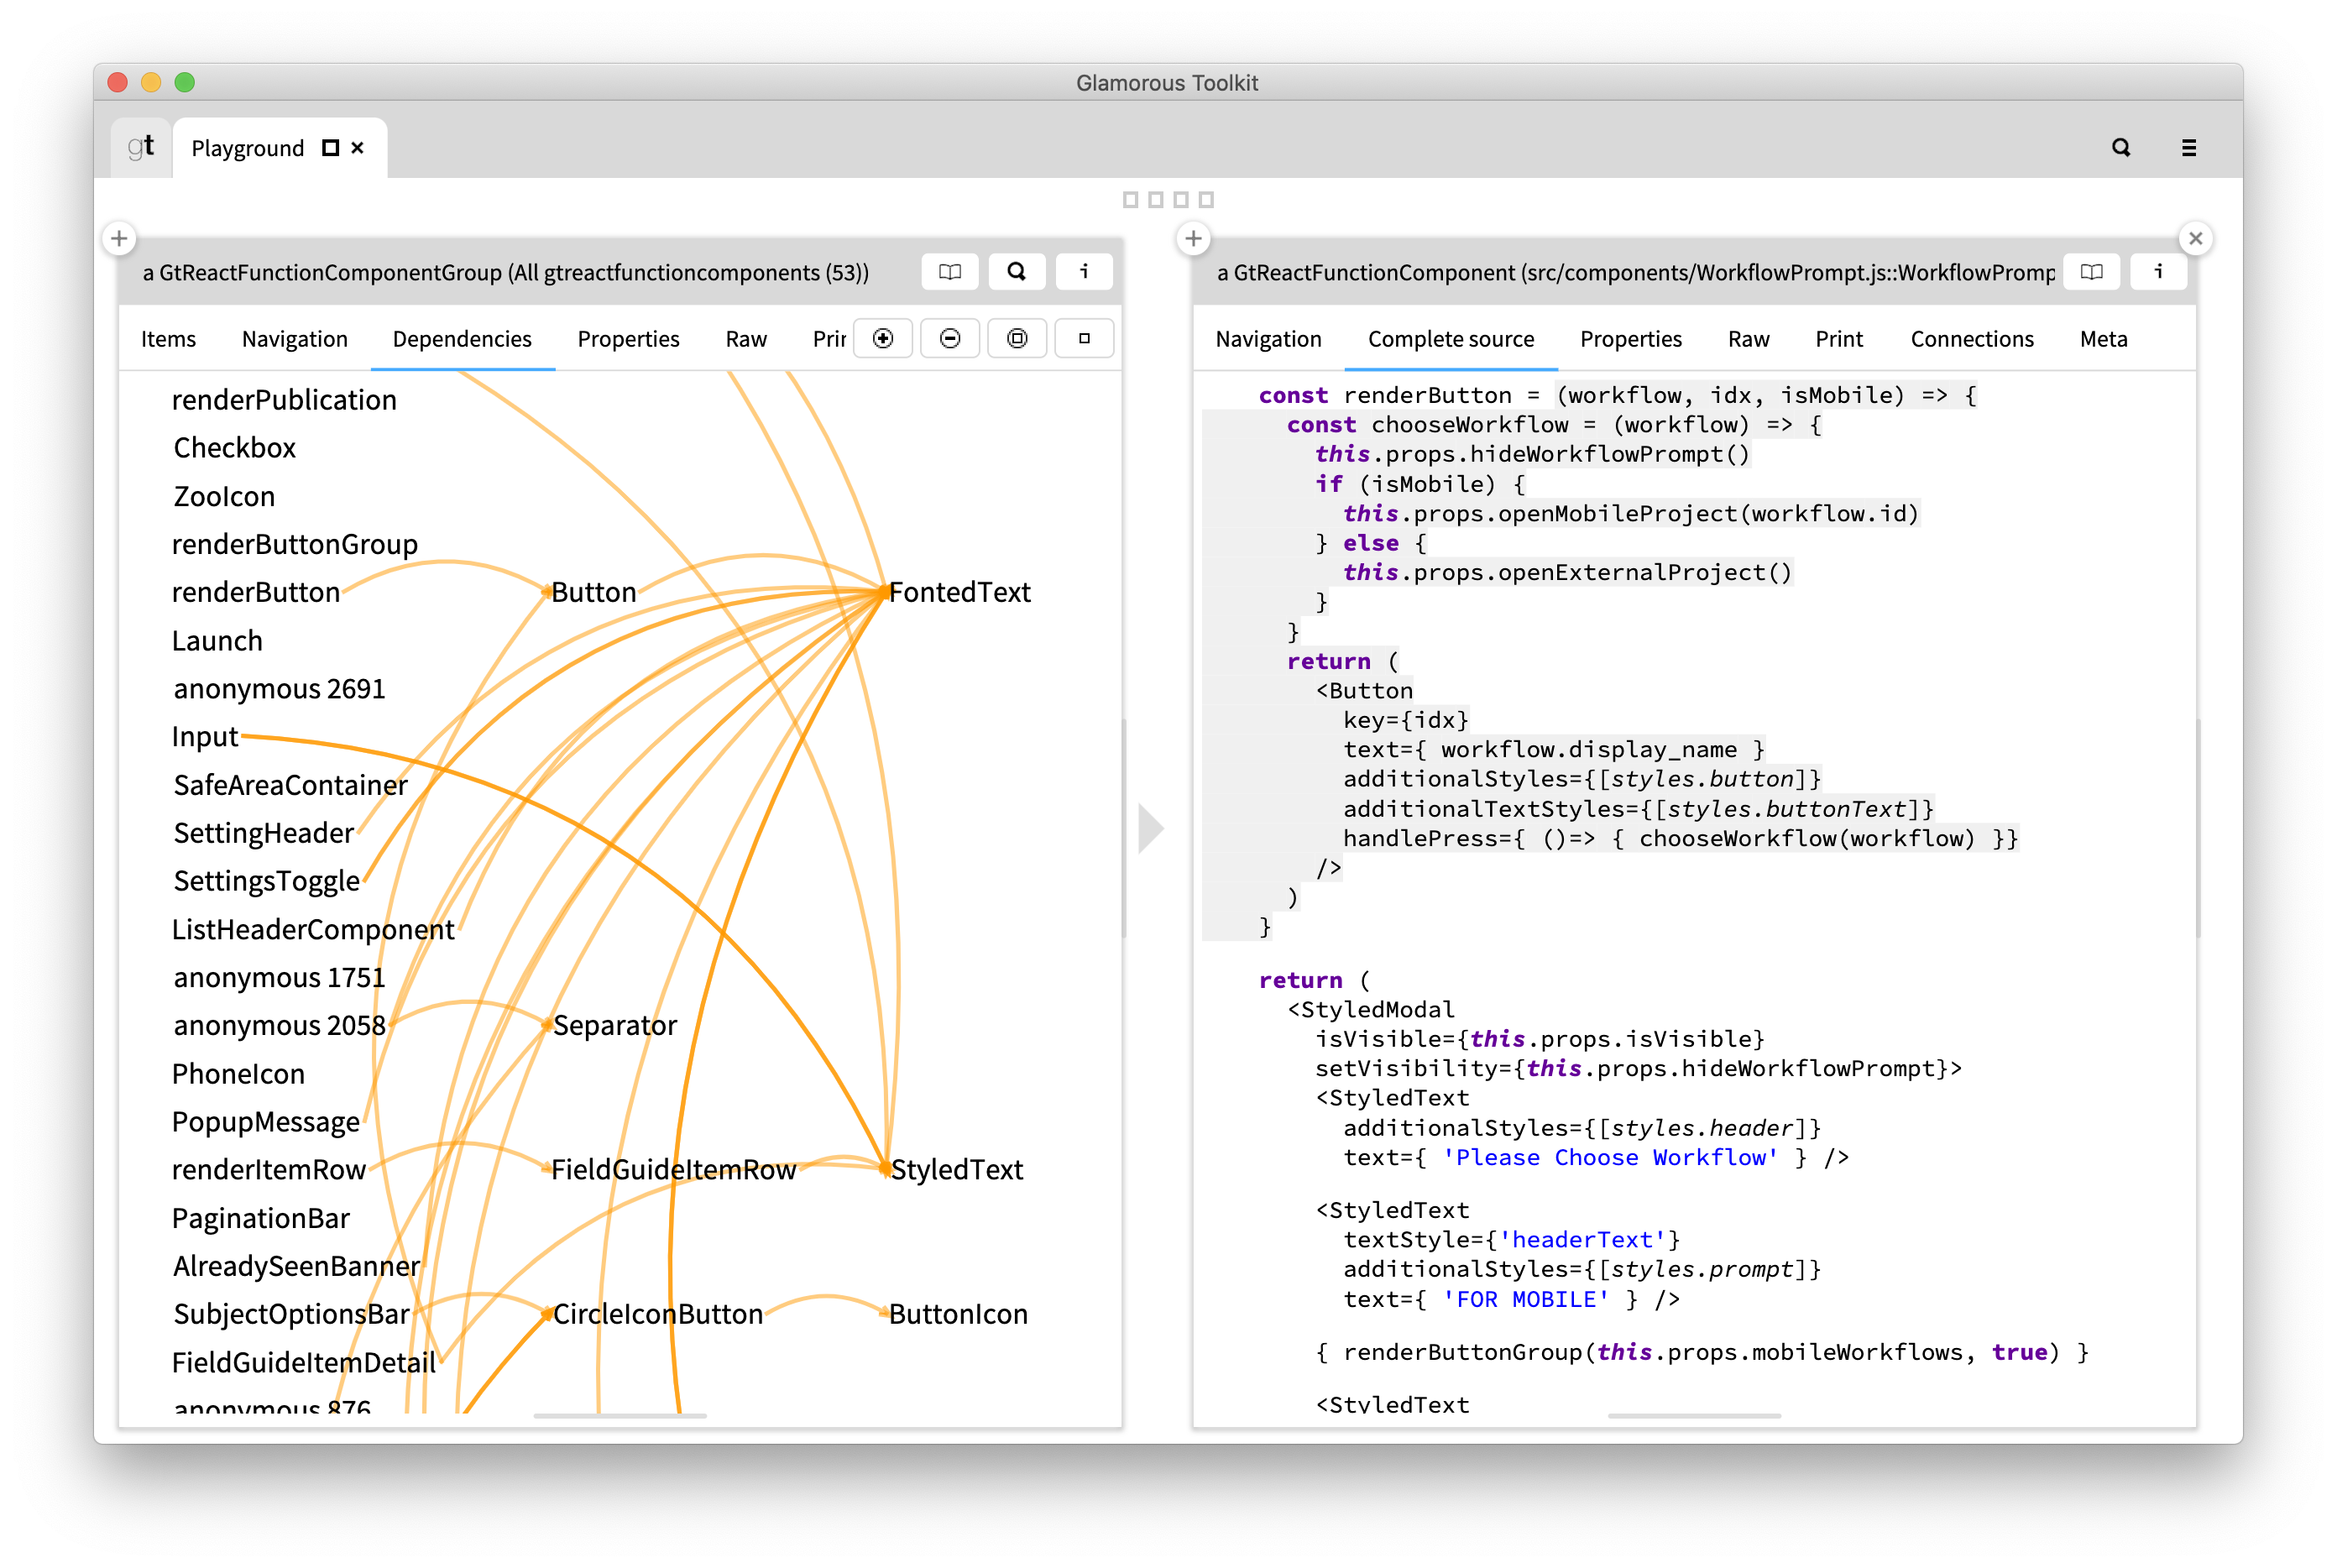 Glamorous Toolkit
gt
Playground
a GtReactFunctionComponentGroup (All gtreactfunctioncomponents (53))
Items Navigation Dependencies Properties Raw Prin
renderPublication
Checkbox
ZooIcon
renderButtonGroup
renderButton Button FontedText
Launch
anonymous 2691
Input
SafeAreaContainer
SettingHeader
SettingsToggle
ListHeaderComponent
anonymous 1751
anonymous 2058 Separator
PhoneIcon
PopupMessage
renderItemRow FieldGuideItemRow StyledText
PaginationBar
AlreadySeenBanner
SubjectOptionsBar CircleIconButton ButtonIcon
FieldGuideItemDetail
anonymous 876
a GtReactFunctionComponent (src/components/WorkflowPrompt.js::WorkflowPromp
Navigation Complete source Properties Raw Print Connections Meta
const renderButton = (workflow, idx, isMobile) => {
const chooseWorkflow = (workflow) => {
this.props.hideWorkflowPrompt()
if (isMobile) {
this.props.openMobileProject(workflow.id)
} else {
this.props.openExternalProject()
}
}
return (
<Button
key={idx}
text={ workflow.display_name }
additionalStyles={[styles.button]}
additionalTextStyles={[styles.buttonText]}
handlePress={ ()=> { chooseWorkflow(workflow) }}
/>
)
}
return (
<StyledModal
isVisible={this.props.isVisible}
setVisibility={this.props.hideWorkflowPrompt}>
<StyledText
additionalStyles={[styles.header]}
text={ 'Please Choose Workflow' } />
<StyledText
textStyle={'headerText'}
additionalStyles={[styles.prompt]}
text={ 'FOR MOBILE' } />
{ renderButtonGroup(this.props.mobileWorkflows, true) }
<StyledText